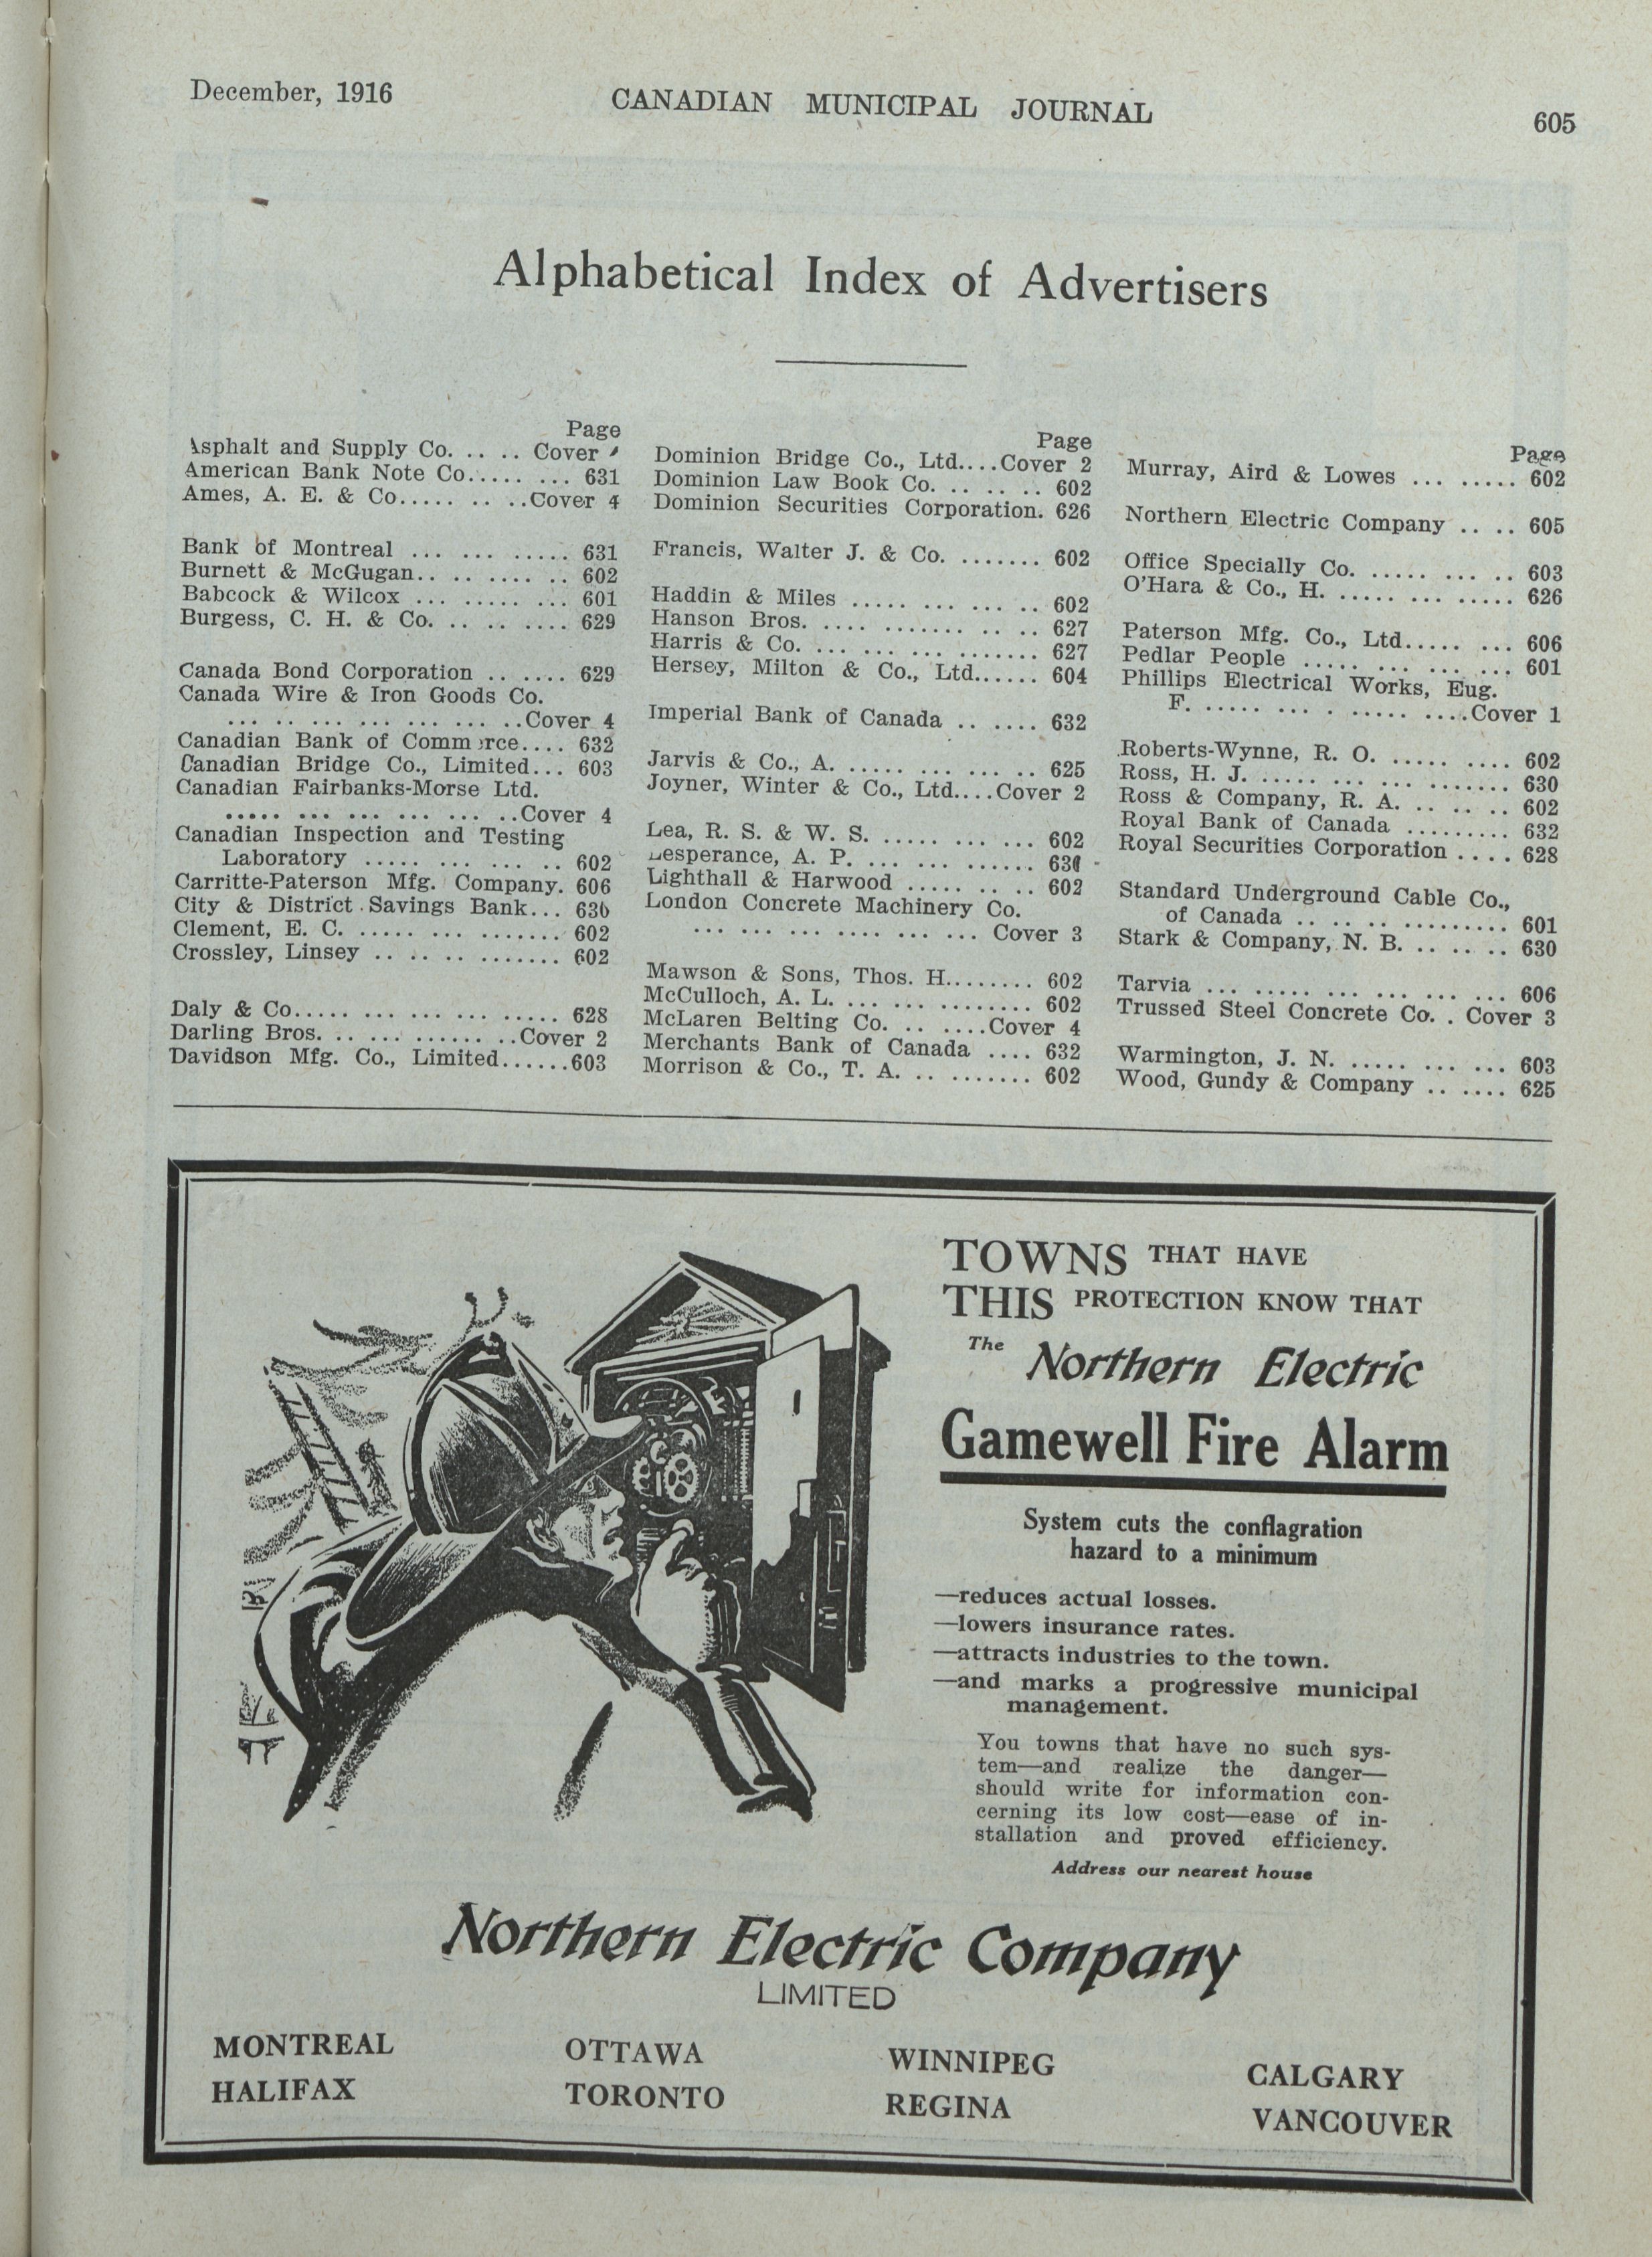 December, 1916
CANADIAN MUNICIPAL JOURNAL
605
Alphabetical Index of Advertisers
Page
Asphalt and Supply Co. .. .. Cover
American Bank Note Co..... ... 631
Ames, A. E. & Co..... .. ..Cover 4
Bank of Montreal ... ... ..... 631
Burnett & McGugan.. .. .... .. 602
Babcock & Wilcox ... ..... ... 601
Burgess, C. H. & Co. .. .. .... 629
Canada Bond Corporation .. .... 629
Canada Wire & Iron Goods Co.
... .. ... ... ... ... ..Cover 4
Canadian Bank of Commerce.... 632
Canadian Bridge Co., Limited... 603
Canadian Fairbanks-Morse Ltd.
..... ... ... ... ... ..Cover 4
Canadian Inspection and Testing
Laboratory ..... ... ... .. 602
Carritte-Paterson Mfg. Company. 606
City & District Savings Bank... 630
Clement, E. C. ..... ... ....... 602
Crossley, Linsey .. .. .. ....... 602
Daly & Co..... ... ... ... ..... 628
Darling Bros. .. .. ... ...... ..Cover 2
Davidson Mfg. Co., Limited......603
Page
Dominion Bridge Co., Ltd....Cover 2
Dominion Law Book Co. .. .. .. 602
Dominion Securities Corporation. 626
Francis, Walter J. & Co. ....... 602
Haddin & Miles ..... ... ... .. 602
Hanson Bros. .... ....... .. .. 627
Harris & Co. ... ... ... ....... 627
Hersey, Milton & Co., Ltd...... 604
Imperial Bank of Canada .. .... 632
Jarvis & Co., A. ..... ... ... .. 625
Joyner, Winter & Co., Ltd....Cover 2
Lea, R. S. & W. S. ..... ... ... 602
Lesperance, A. P. ... ... ......
Lighthall & Harwood ..... .. .. 602
London Concrete Machinery Co.
... ... ... .... ... ... Cover 3
Mawson & Sons, Thos. H........ 602
McCulloch, A. L. ... ... ........ 602
McLaren Belting Co. .. .. ....Cover 4
Merchants Bank of Canada .... 632
Morrison & Co., T. A. .. ........ 602
Page
Murray, Aird & Lowes ... ..... 602
Northern Electric Company .. .. 605
Office Specially Co. ..... ... .. 603
O'Hara & Co., H. ..... ... ..... 626
Paterson Mfg. Co., Ltd..... ... 606
Pedlar People ..... ... ... ... 601
Phillips Electrical Works, Eug.
F. ..... ... . ..... ....Cover 1
Roberts-Wynne, R. O. ..... .... 602
Ross, H. J. ..... ... ... ....... 630
Ross & Company, R. A. .. .. .. 602
Royal Bank of Canada ......... 632
Royal Securities Corporation .... 628
Standard Underground Cable Co.,
of Canada .. .. .. ......... 601
Stark & Company, N. B. .. .. .. 630
Tarvia ... ..... ... ... ... ... 606
Trussed Steel Concrete Co. . Cover 3
Warmington, J. N. ..... ... ... 603
Wood, Gundy & Company .. .... 625
TOWNS THAT HAVE
THIS PROTECTION KNOW THAT
The Northern Electric
Gamewell Fire Alarm
System cuts the conflagration
hazard to a minimum
—reduces actual losses.
—lowers insurance rates.
—attracts industries to the town.
—and marks a progressive municipal
management.
You towns that have no such sys-
tem—and realize the danger—
should write for information con-
cerning its low cost—ease of in-
stallation and proved efficiency.
Address our nearest house
Northern Electric Company
LIMITED
MONTREAL OTTAWA WINNIPEG CALGARY
HALIFAX TORONTO REGINA VANCOUVER